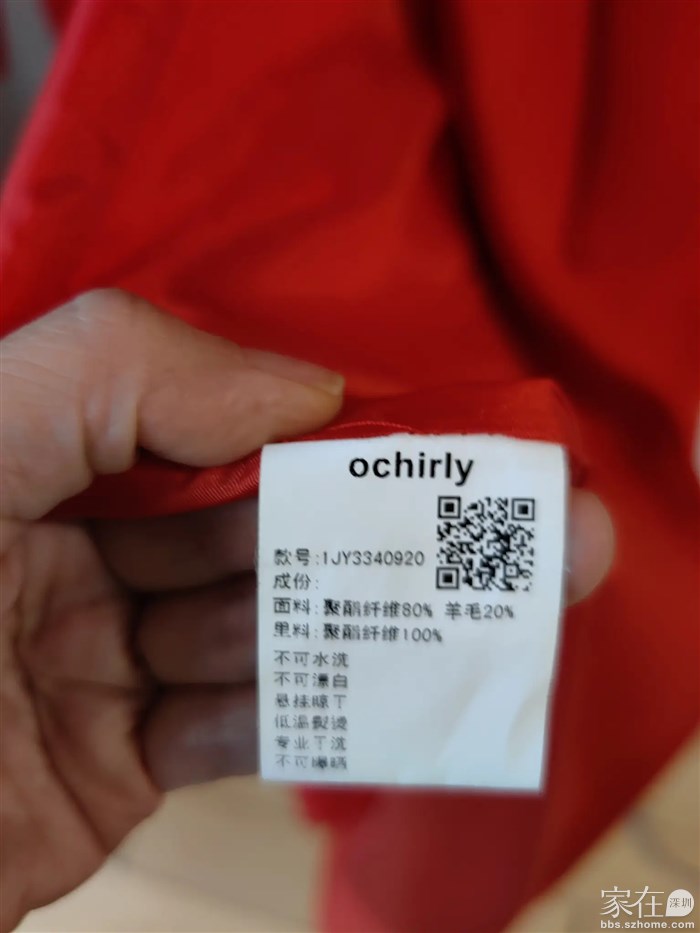 ochirly
款号:1JY3340920
成份:
面料:聚酯纤维80% 羊毛20%
里料:聚酯纤维100%
不可水洗
不可漂白
悬挂晾干
低温熨烫
专业干洗
不可曝晒
家在深圳
bbs.szhome.com